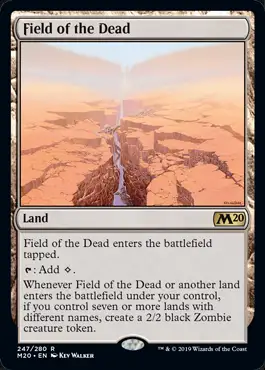 Field of the Dead
Land
M20
Field of the Dead enters the battlefield
tapped.
: Add .
Whenever Field of the Dead or another land
enters the battlefield under your control,
if you control seven or more lands with
different names, create a 2/2 black Zombie
creature token.
247/280 R
M20 • EN KEY WALKER
™ & © 2019 Wizards of the Coast